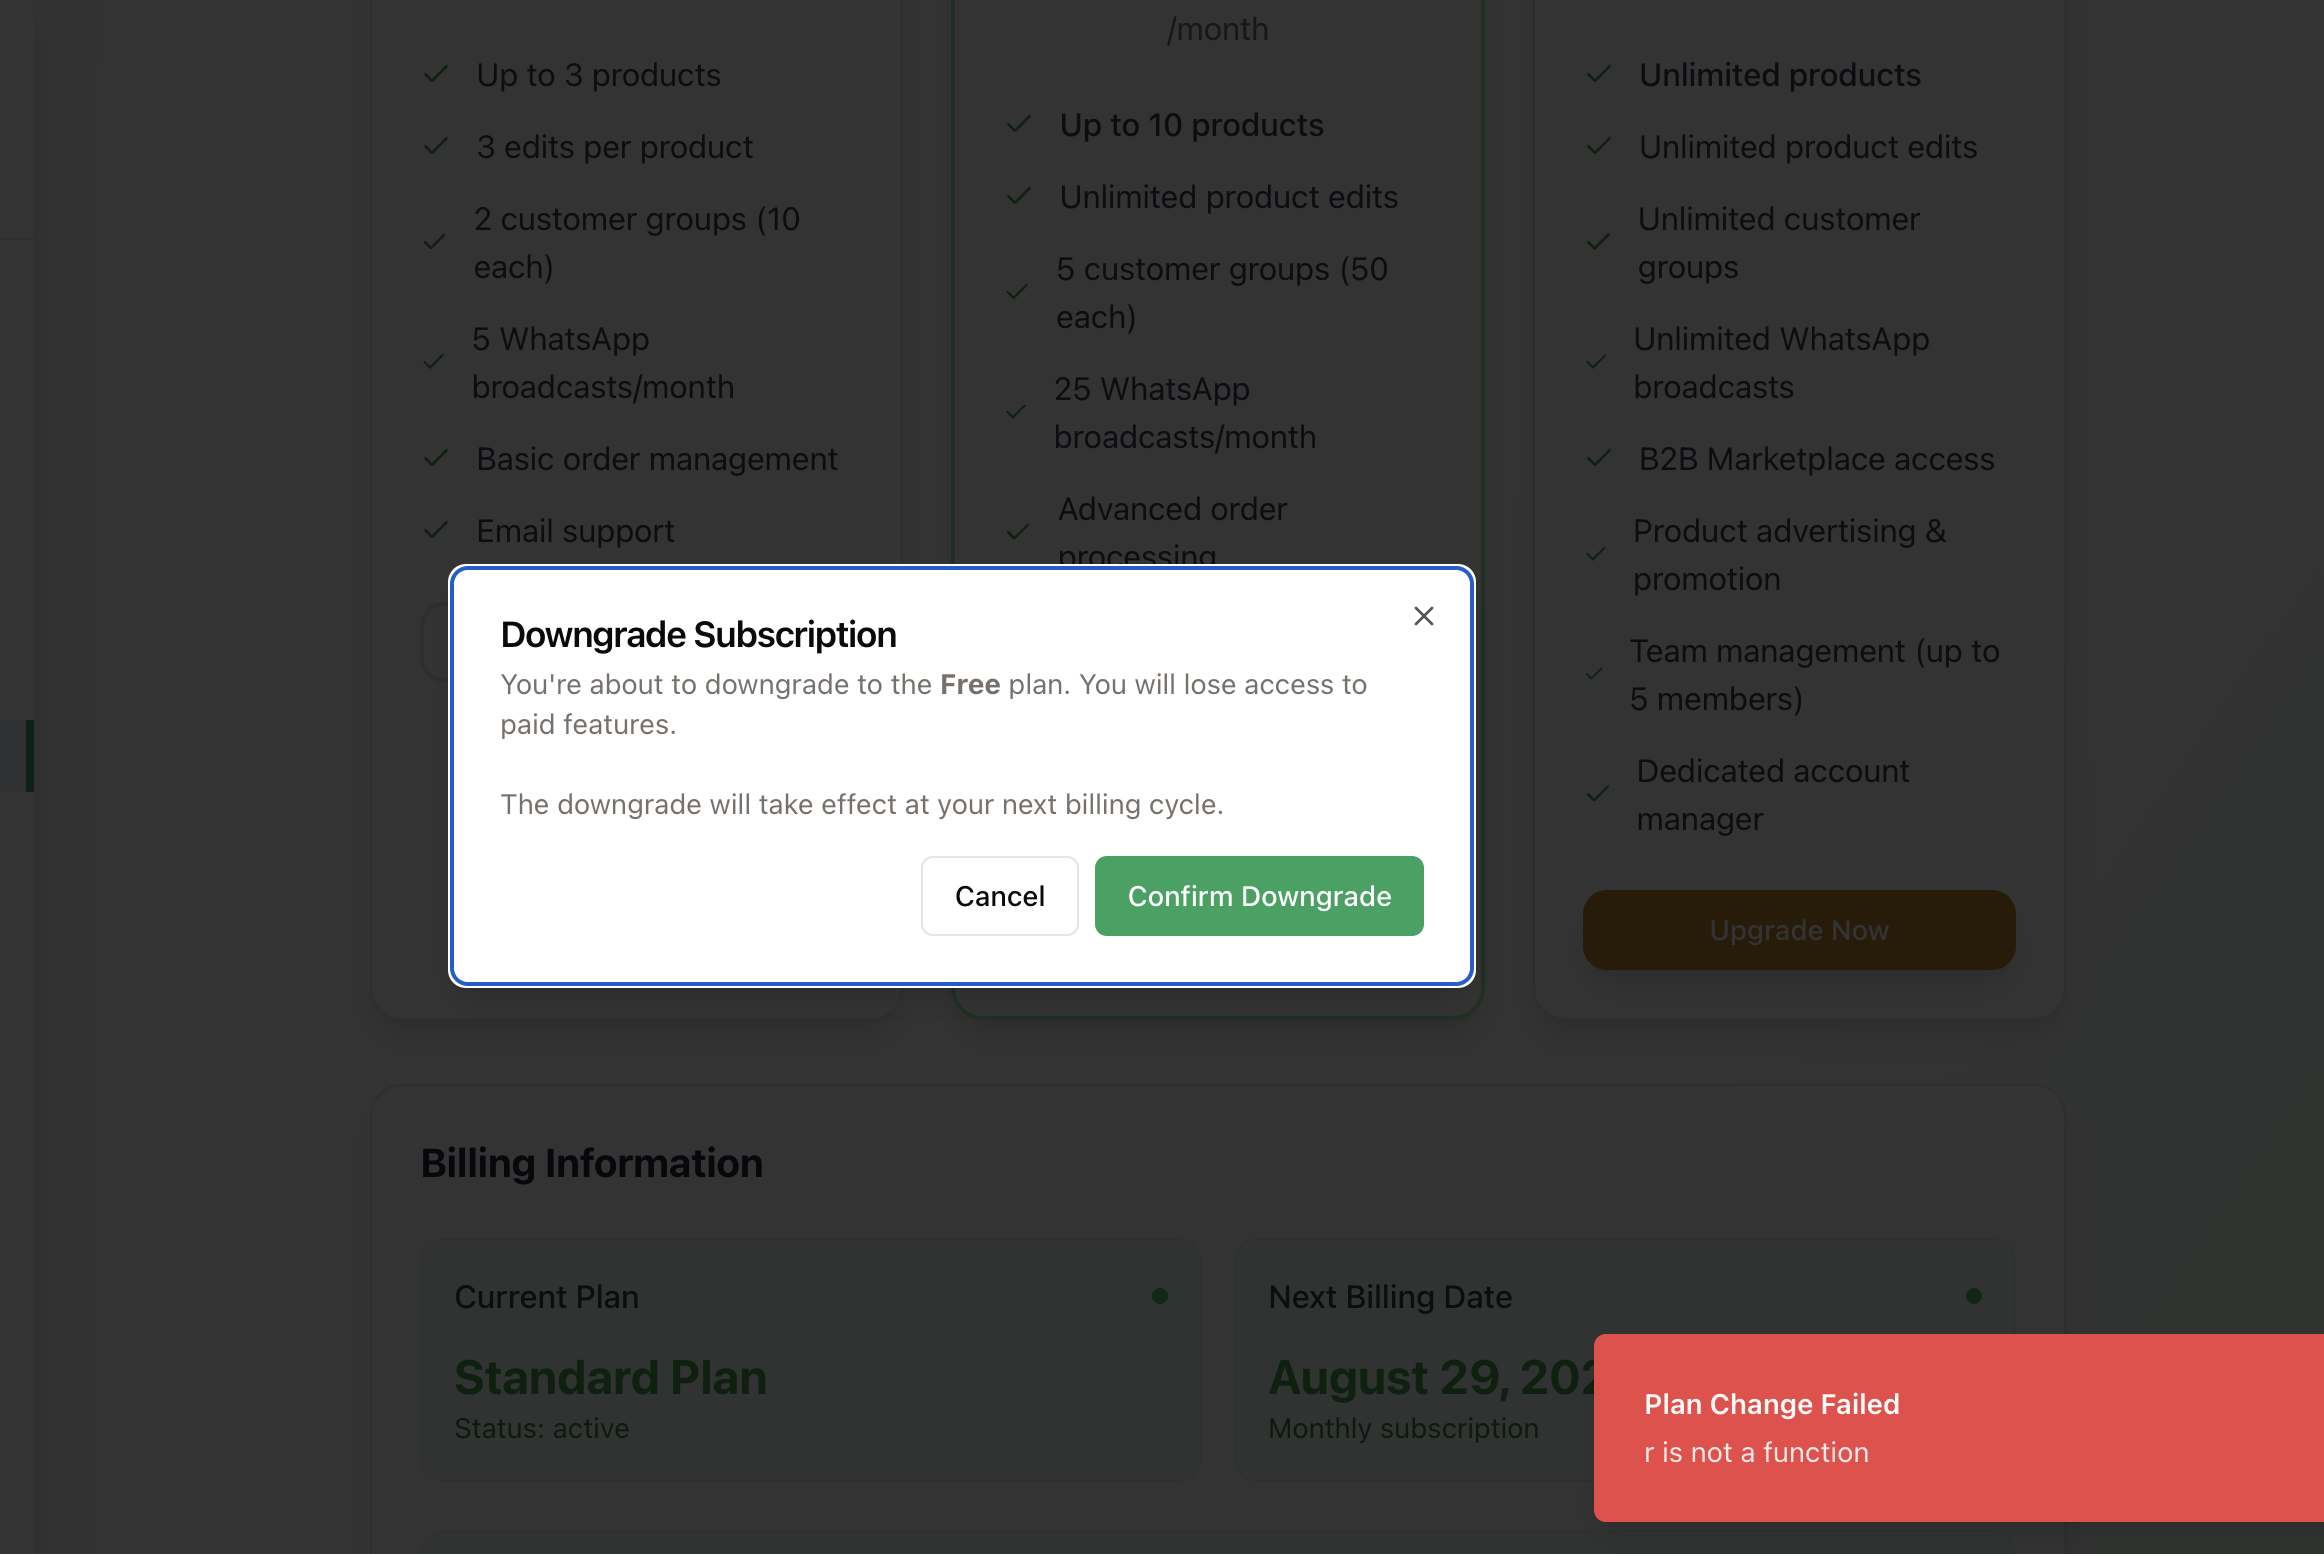 /month
Up to 3 products
3 edits per product
2 customer groups (10
each)
5 WhatsApp
broadcasts/month
Basic order management
Email support
Up to 10 products
Unlimited product edits
5 customer groups (50
each)
25 WhatsApp
broadcasts/month
Advanced order
processing
Unlimited products
Unlimited product edits
Unlimited customer
groups
Unlimited WhatsApp
broadcasts
B2B Marketplace access
Product advertising &
promotion
Team management (up to
5 members)
Dedicated account
manager
Upgrade Now
Downgrade Subscription
You're about to downgrade to the Free plan. You will lose access to
paid features.
The downgrade will take effect at your next billing cycle.
Cancel
Confirm Downgrade
Billing Information
Current Plan
Standard Plan
Status: active
Next Billing Date
August 29,
Monthly subscription
Plan Change Failed
r is not a function